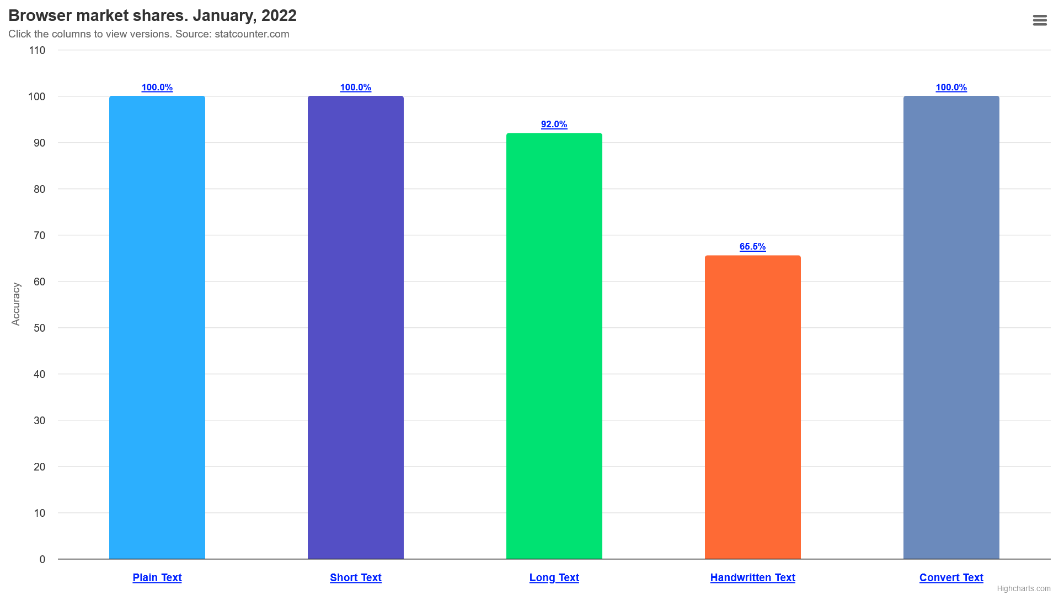 Browser market shares. January, 2022
Click the columns to view versions. Source: statcounter.com
110
100
90
80
70
60
50
40
30
20
10
0
Accuracy
100.0%
100.0%
92.0%
65.5%
100.0%
Plain Text
Short Text
Long Text
Handwritten Text
Convert Text
Highcharts.com